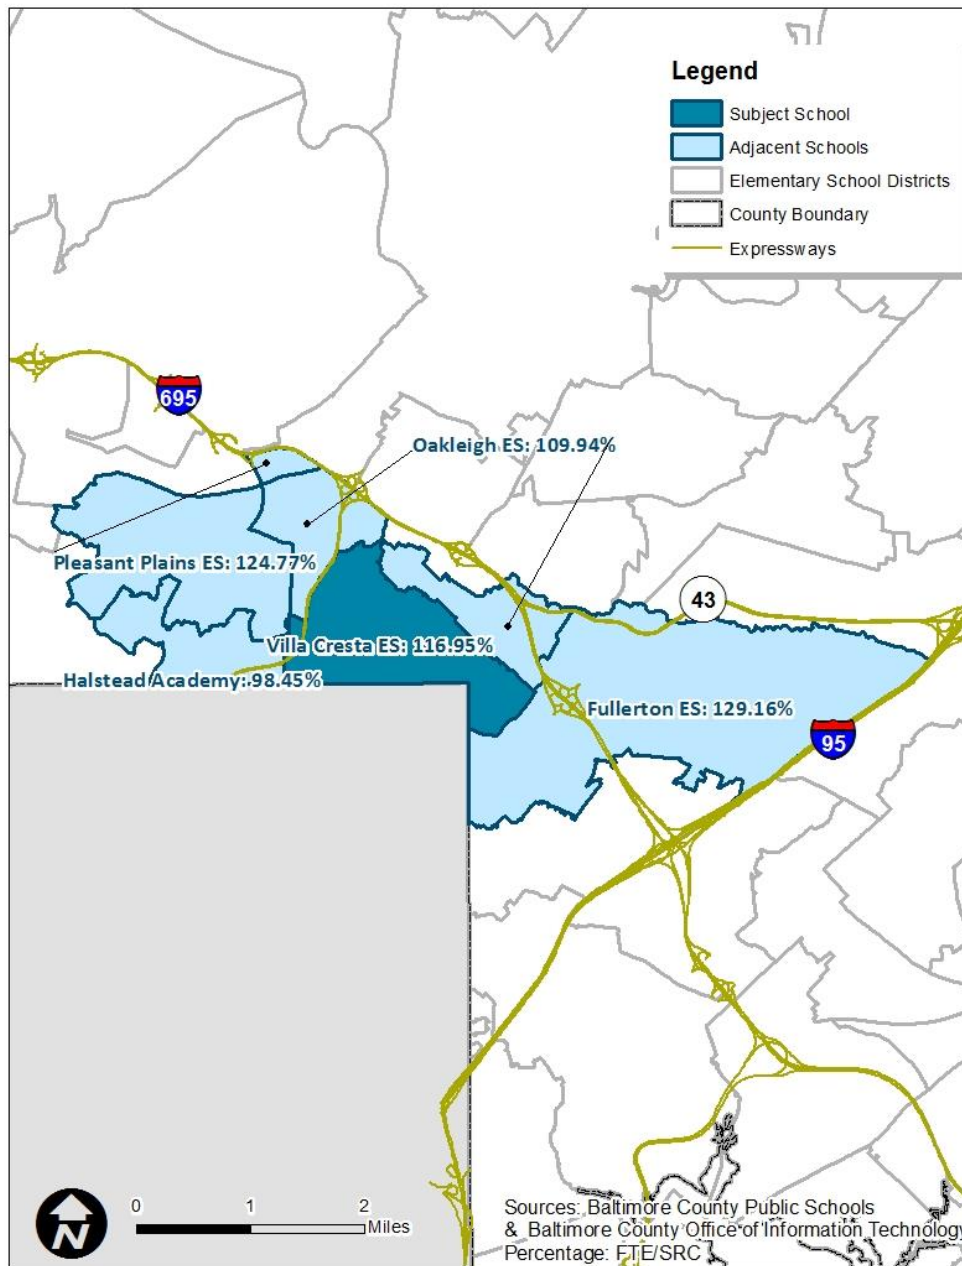 Legend
Subject School
Adjacent Schools
Elementary School Districts
County Boundary
Expressways
695
Oakleigh ES: 109.94%
Pleasant Plains ES: 124.77%
43
Villa Cresta ES: 116.95%
Halstead Academy: 98.45%
Fullerton ES: 129.16%
95
N
0 1 2
Miles
Sources: Baltimore County Public Schools
& Baltimore County Office of Information Technology
Percentage: FTE/SRC